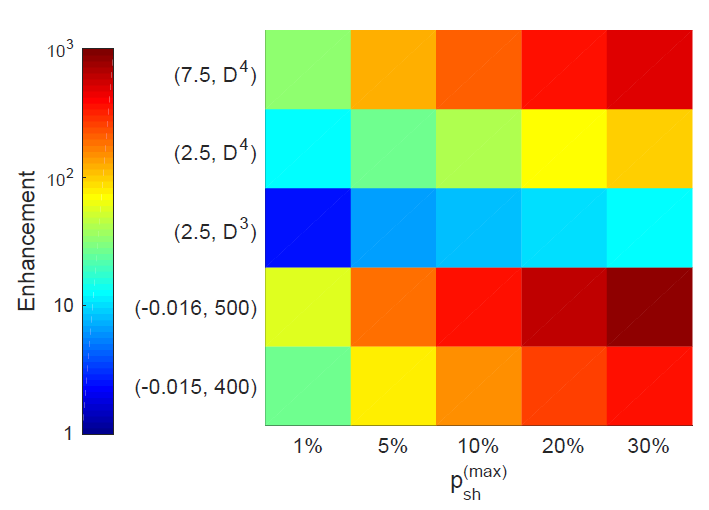 10³
10²
10
1
Enhancement
(7.5, D⁴)
(2.5, D⁴)
(2.5, D³)
(-0.016, 500)
(-0.015, 400)
1% 5% 10% 20% 30%
p_sh^(max)